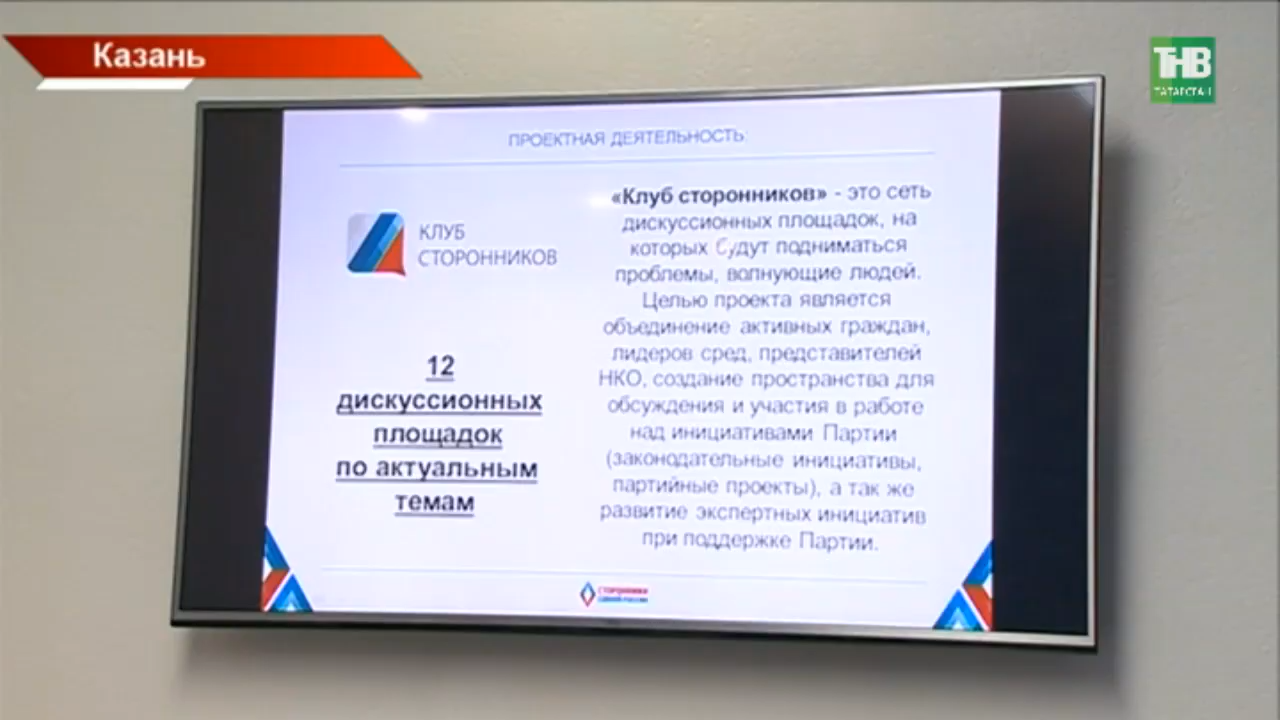 Казань
ТНВ
ТАТАРСТАН
ПРОЕКТНАЯ ДЕЯТЕЛЬНОСТЬ:
КЛУБ
СТОРОННИКОВ
12
дискуссионных
площадок
по актуальным
темам
«Клуб сторонников» - это сеть
дискуссионных площадок, на
которых будут подниматься
проблемы, волнующие людей.
Целью проекта является
объединение активных граждан,
лидеров сред, представителей
НКО, создание пространства для
обсуждения и участия в работе
над инициативами Партии
(законодательные инициативы,
партийные проекты), а так же
развитие экспертных инициатив
при поддержке Партии.
СТОРОННИКИ
ЕДИНОЙ РОССИИ